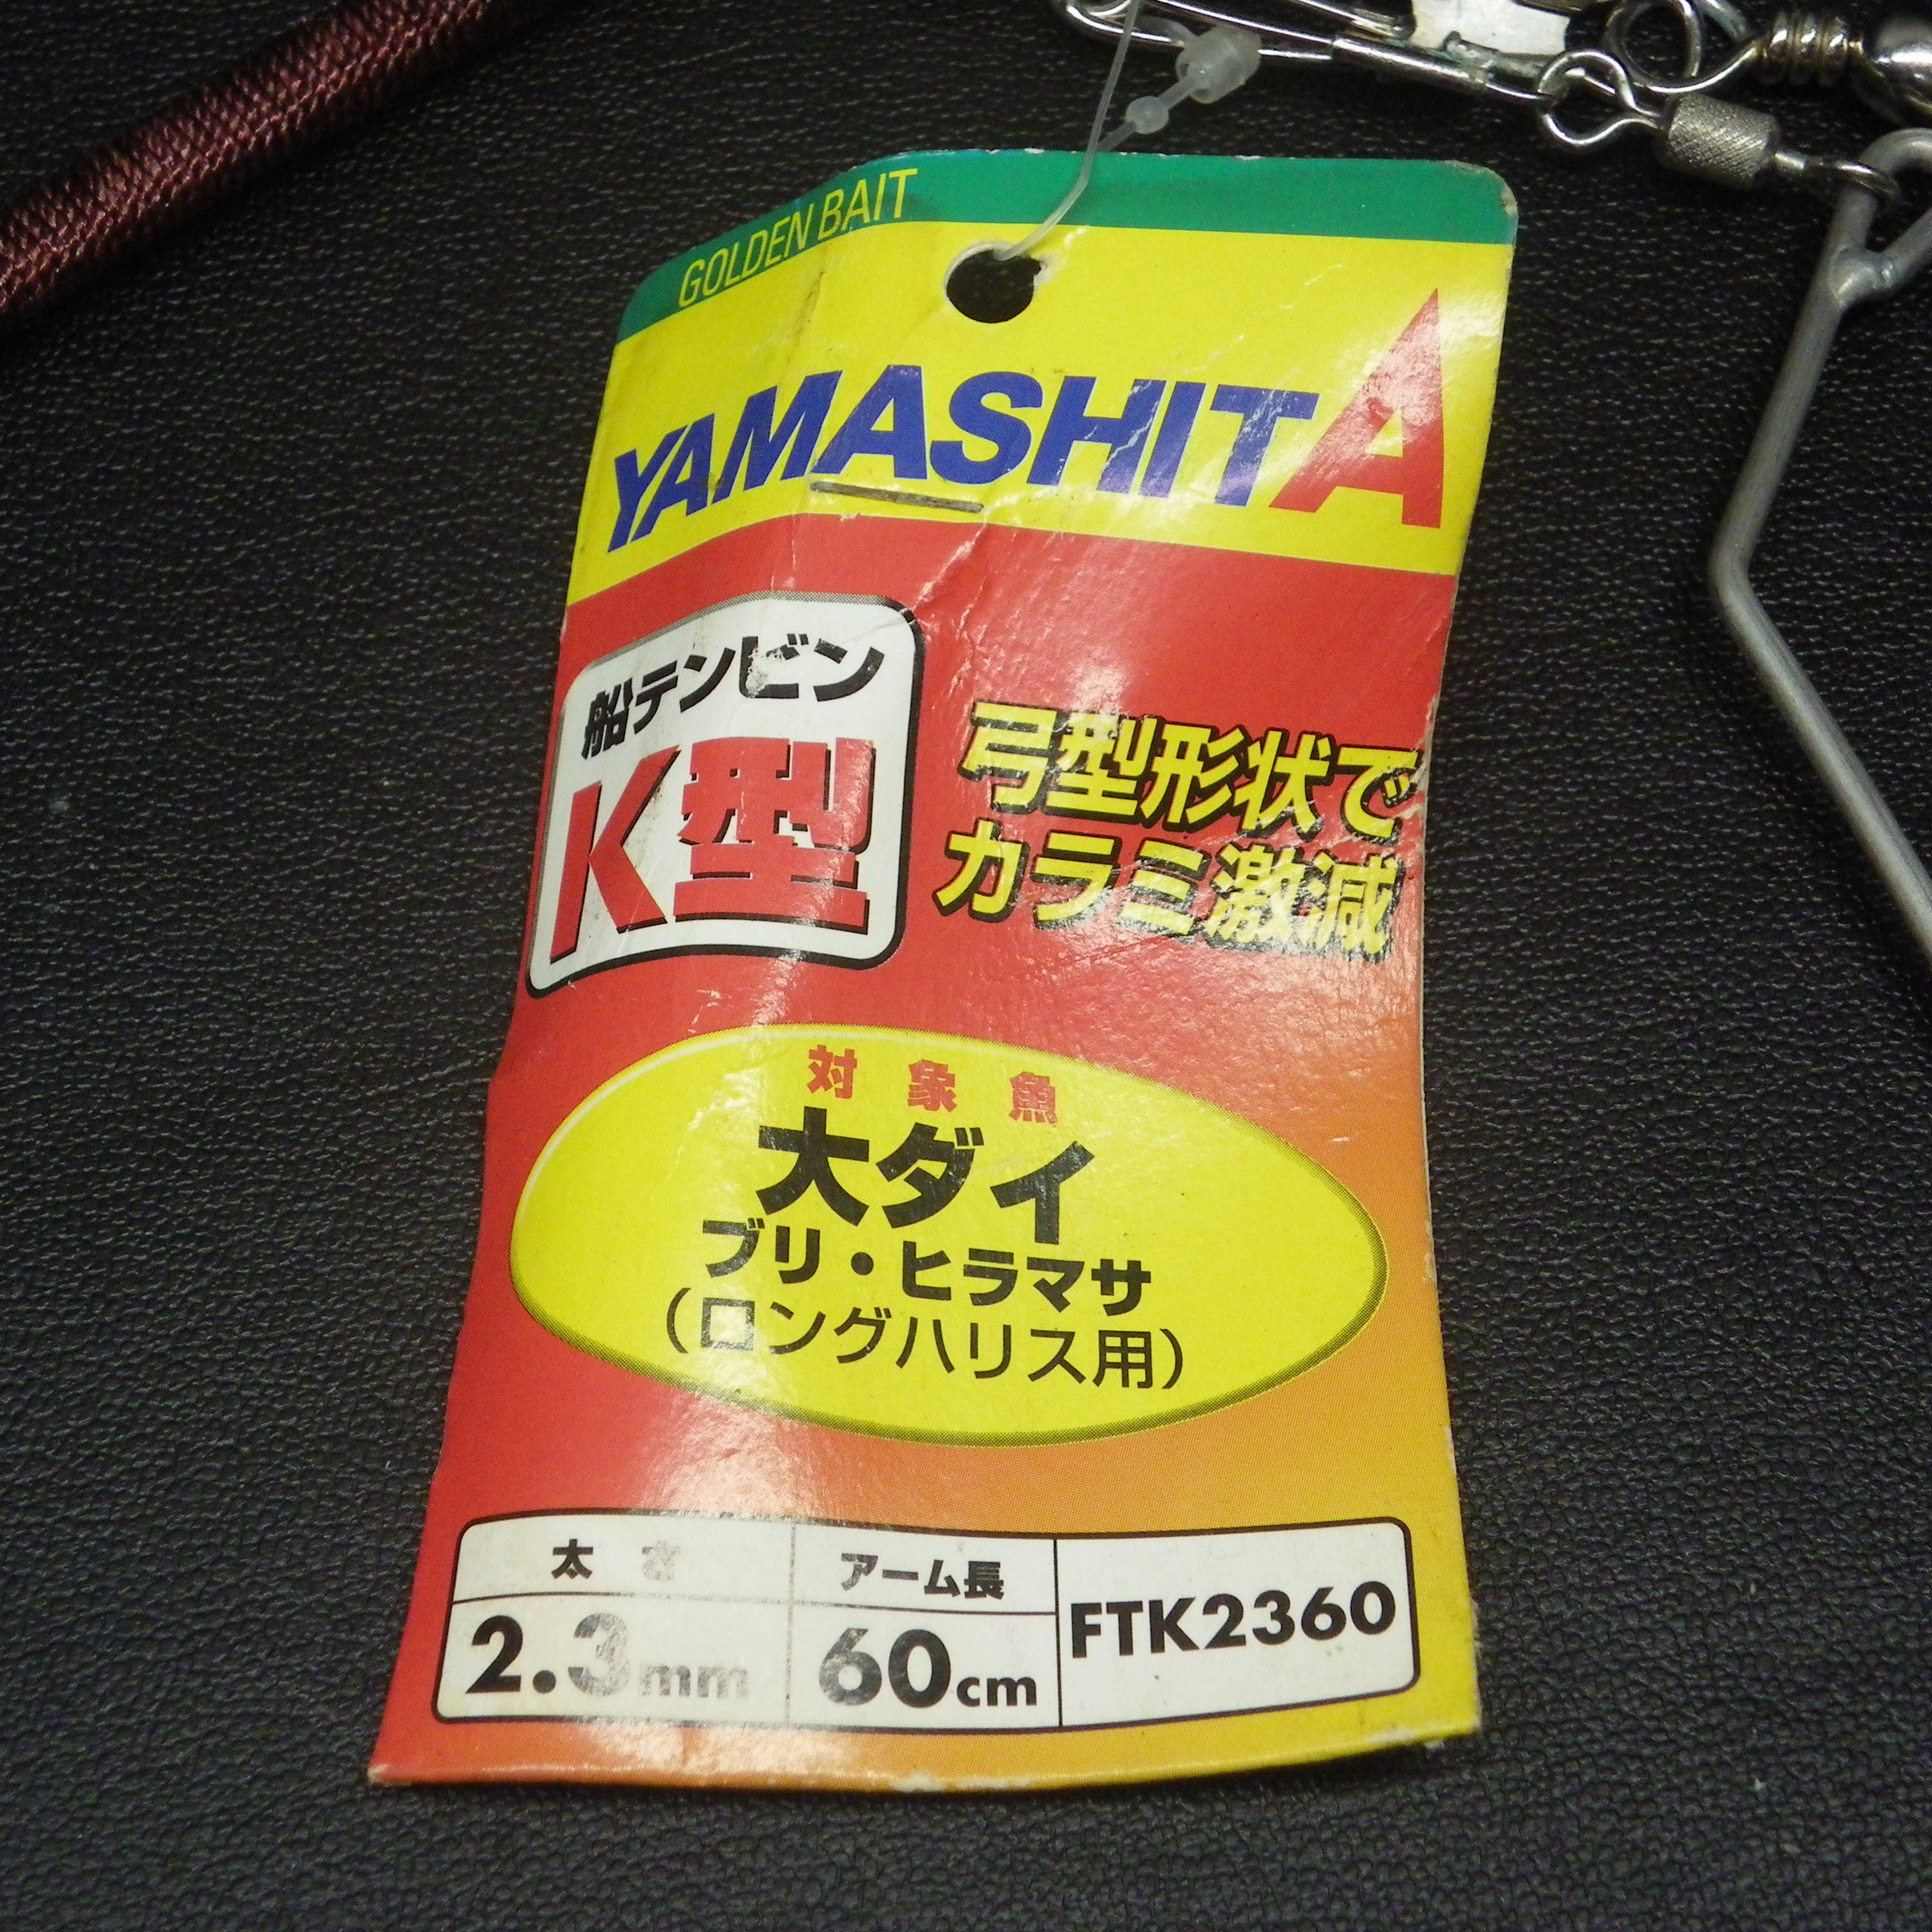 GOLDEN BAIT
YAMASHITA
船テンビン
K型
弓型形状で
カラミ激減
対象魚
大ダイ
ブリ・ヒラマサ
(ロングハリス用)
太さ
アーム長
FTK2360
2.3mm
60cm